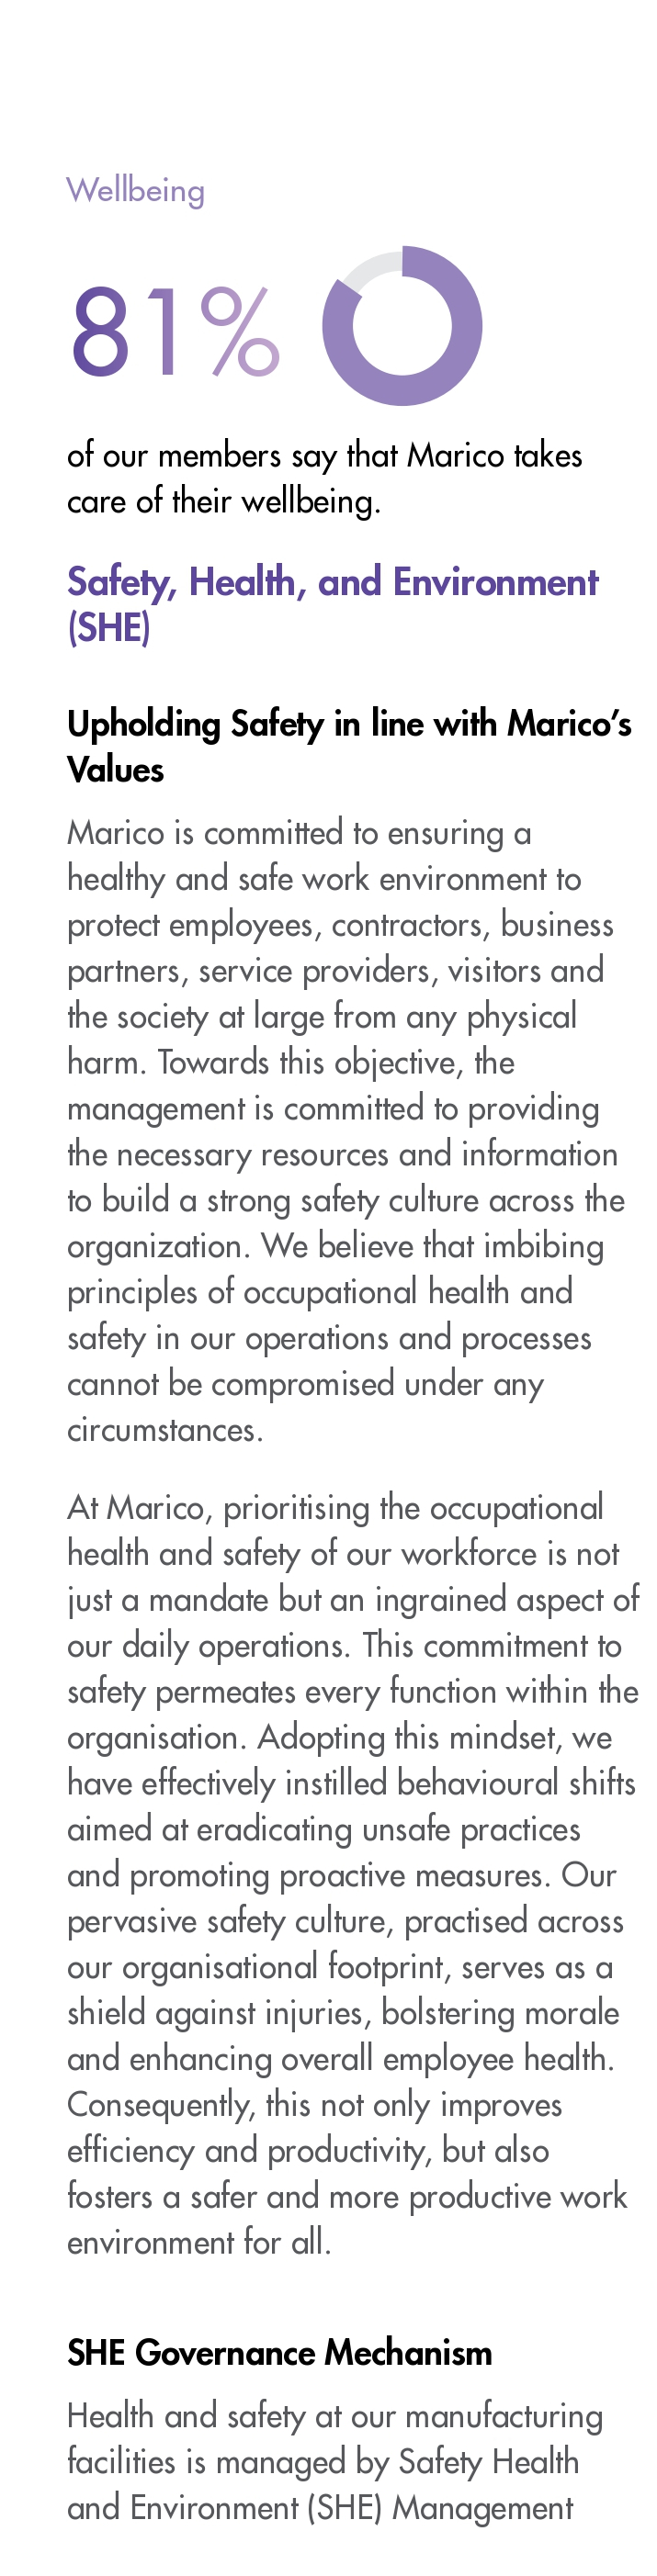 Wellbeing
81%
of our members say that Marico takes
care of their wellbeing.
Safety, Health, and Environment
(SHE)
Upholding Safety in line with Marico’s
Values
Marico is committed to ensuring a
healthy and safe work environment to
protect employees, contractors, business
partners, service providers, visitors and
the society at large from any physical
harm. Towards this objective, the
management is committed to providing
the necessary resources and information
to build a strong safety culture across the
organization. We believe that imbibing
principles of occupational health and
safety in our operations and processes
cannot be compromised under any
circumstances.
At Marico, prioritising the occupational
health and safety of our workforce is not
just a mandate but an ingrained aspect of
our daily operations. This commitment to
safety permeates every function within the
organisation. Adopting this mindset, we
have effectively instilled behavioural shifts
aimed at eradicating unsafe practices
and promoting proactive measures. Our
pervasive safety culture, practised across
our organisational footprint, serves as a
shield against injuries, bolstering morale
and enhancing overall employee health.
Consequently, this not only improves
efficiency and productivity, but also
fosters a safer and more productive work
environment for all.
SHE Governance Mechanism
Health and safety at our manufacturing
facilities is managed by Safety Health
and Environment (SHE) Management